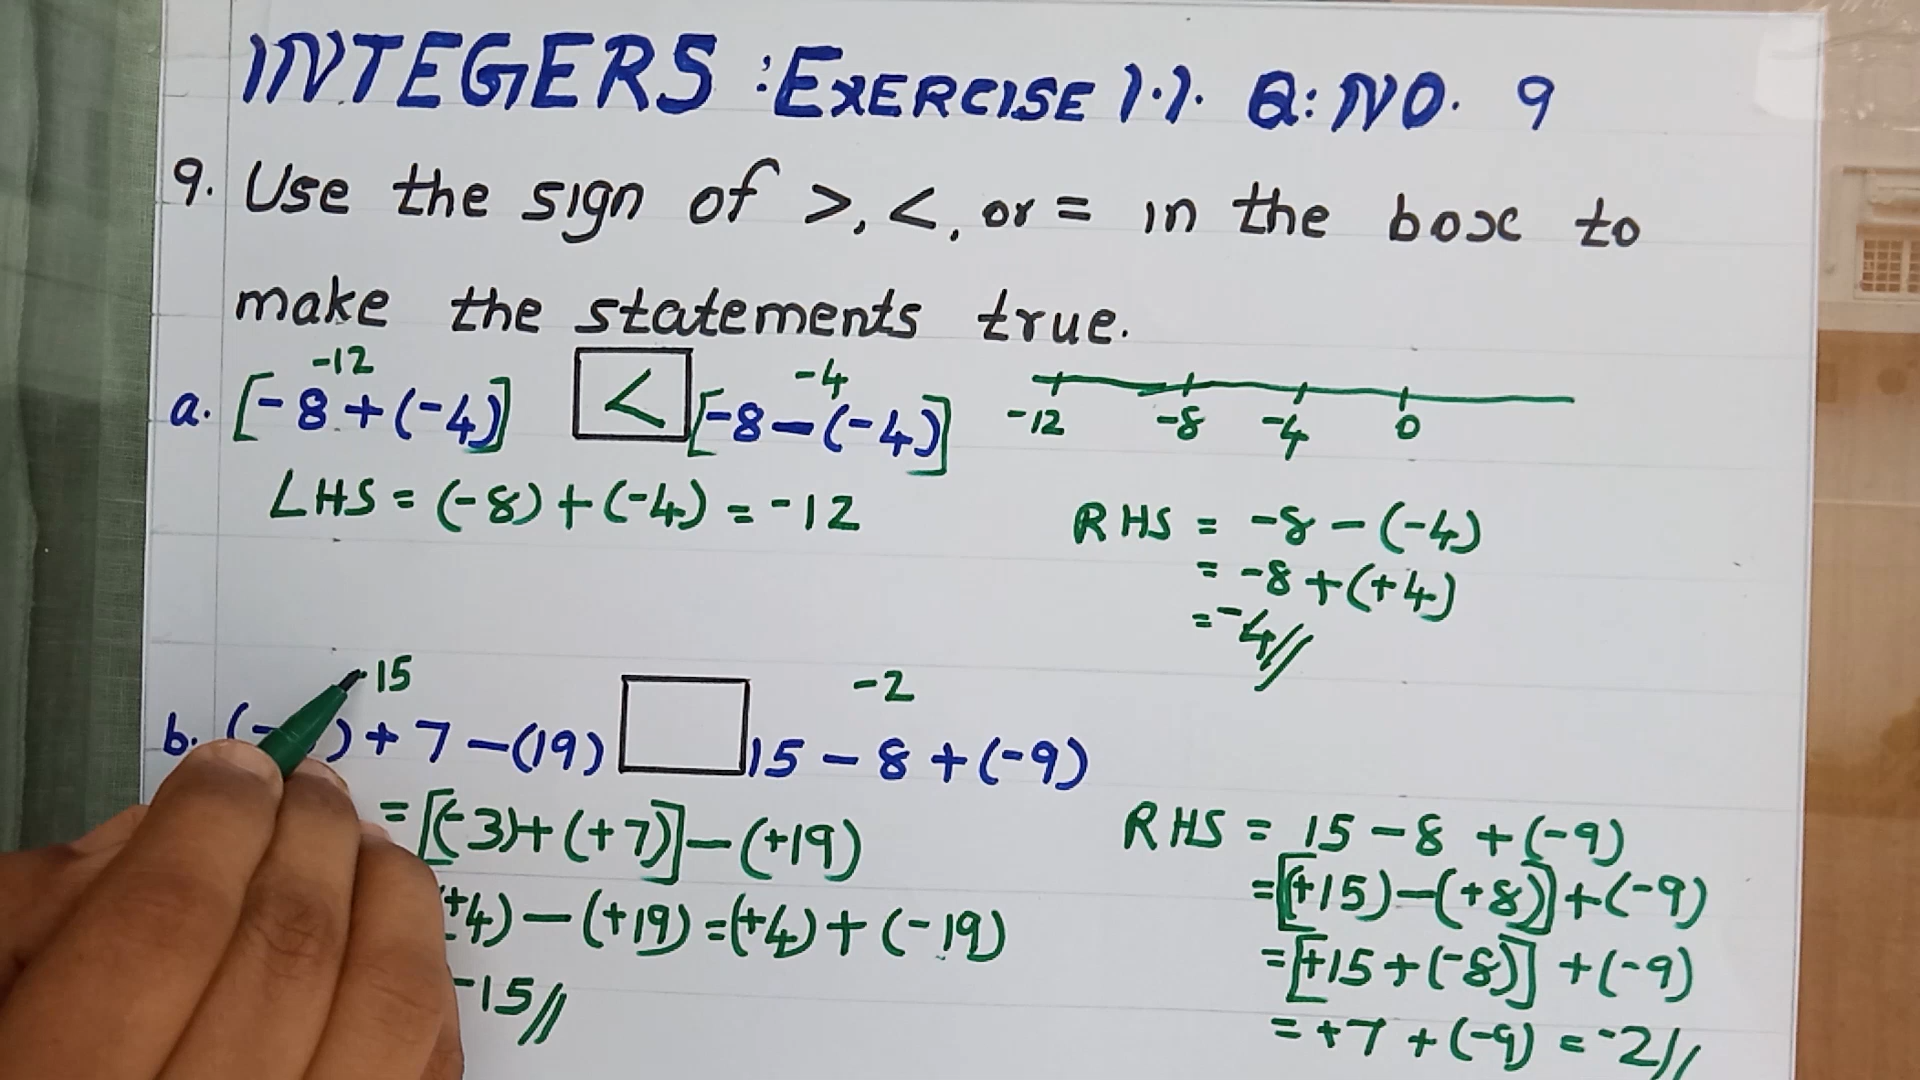 INTEGERS : EXERCISE 1.1. Q: NO. 9
9. Use the sign of >, <, or = in the box to
make the statements true.
-12 -4
a. [-8+(-4)] < [-8-(-4)] -12 -8 -4 0
LHS = (-8)+(-4) = -12
RHS = -8-(-4)
= -8+(+4)
= -4//
-15 -2
b. (- ) + 7 - (19) 15 - 8 + (-9)
= [(-3)+(+7)]-(+19)
+4)-(+19) = (+4)+(-19)
-15//
RHS = 15-8+(-9)
= [(+15)-(+8)]+(-9)
= [+15+(-8)]+(-9)
= +7+(-9) = -2//